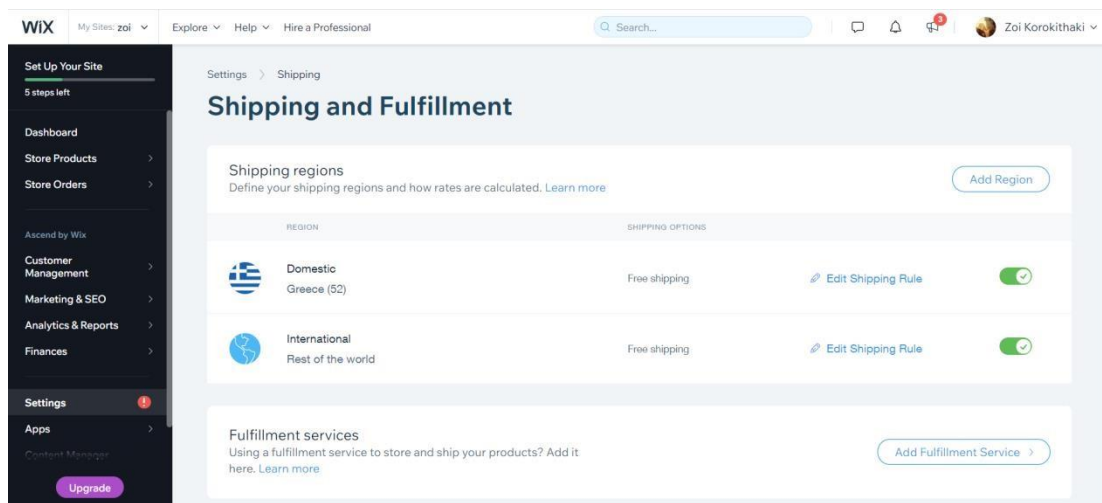 WiX My Sites: zoi Explore Help Hire a Professional Search... 3 Zoi Korokithaki
Set Up Your Site
5 steps left
Dashboard
Store Products
Store Orders
Ascend by Wix
Customer
Management
Marketing & SEO
Analytics & Reports
Finances
Settings !
Apps
Content Manager
Upgrade
Settings > Shipping
Shipping and Fulfillment
Shipping regions
Define your shipping regions and how rates are calculated. Learn more
Add Region
REGION SHIPPING OPTIONS
Domestic
Greece (52)
Free shipping Edit Shipping Rule
International
Rest of the world
Free shipping Edit Shipping Rule
Fulfillment services
Using a fulfillment service to store and ship your products? Add it
here. Learn more
Add Fulfillment Service >